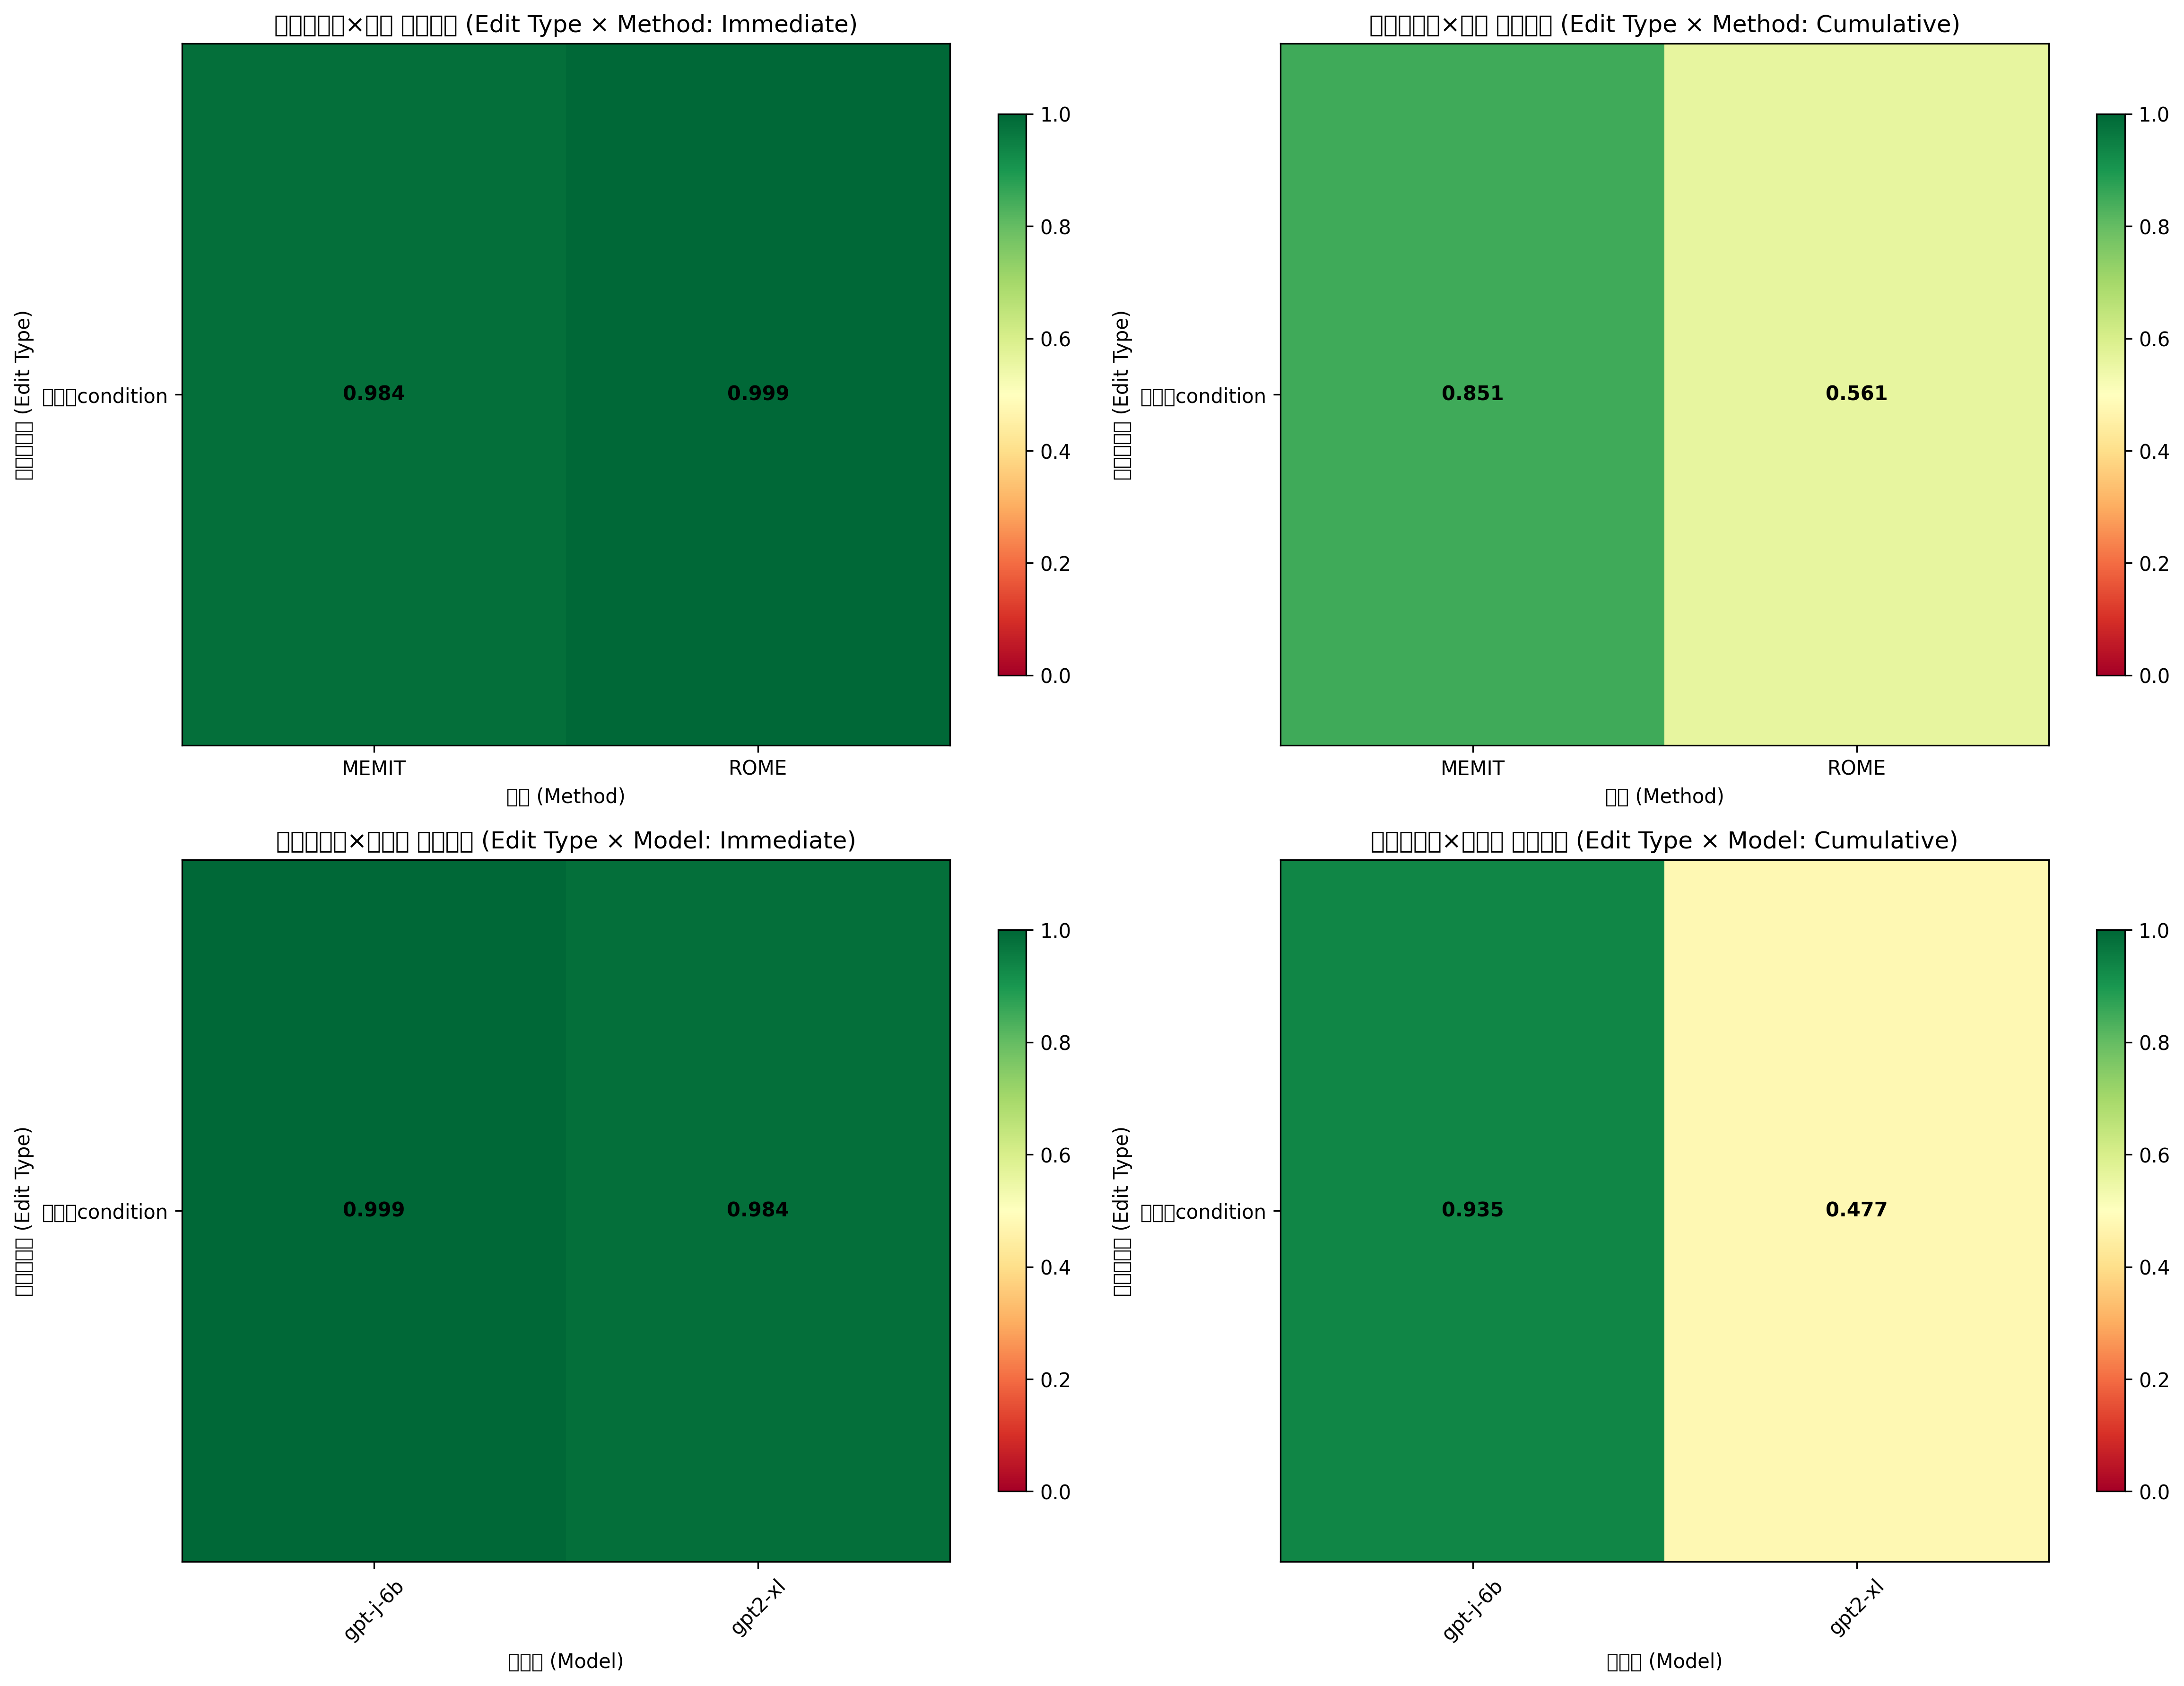 (Edit Type × Method: Immediate)
(Edit Type)
condition
0.984
0.999
MEMIT
ROME
(Method)
1.0
0.8
0.6
0.4
0.2
0.0
(Edit Type × Method: Cumulative)
(Edit Type)
condition
0.851
0.561
MEMIT
ROME
(Method)
1.0
0.8
0.6
0.4
0.2
0.0
(Edit Type × Model: Immediate)
(Edit Type)
condition
0.999
0.984
gpt-j-6b
gpt2-xl
(Model)
1.0
0.8
0.6
0.4
0.2
0.0
(Edit Type × Model: Cumulative)
(Edit Type)
condition
0.935
0.477
gpt-j-6b
gpt2-xl
(Model)
1.0
0.8
0.6
0.4
0.2
0.0